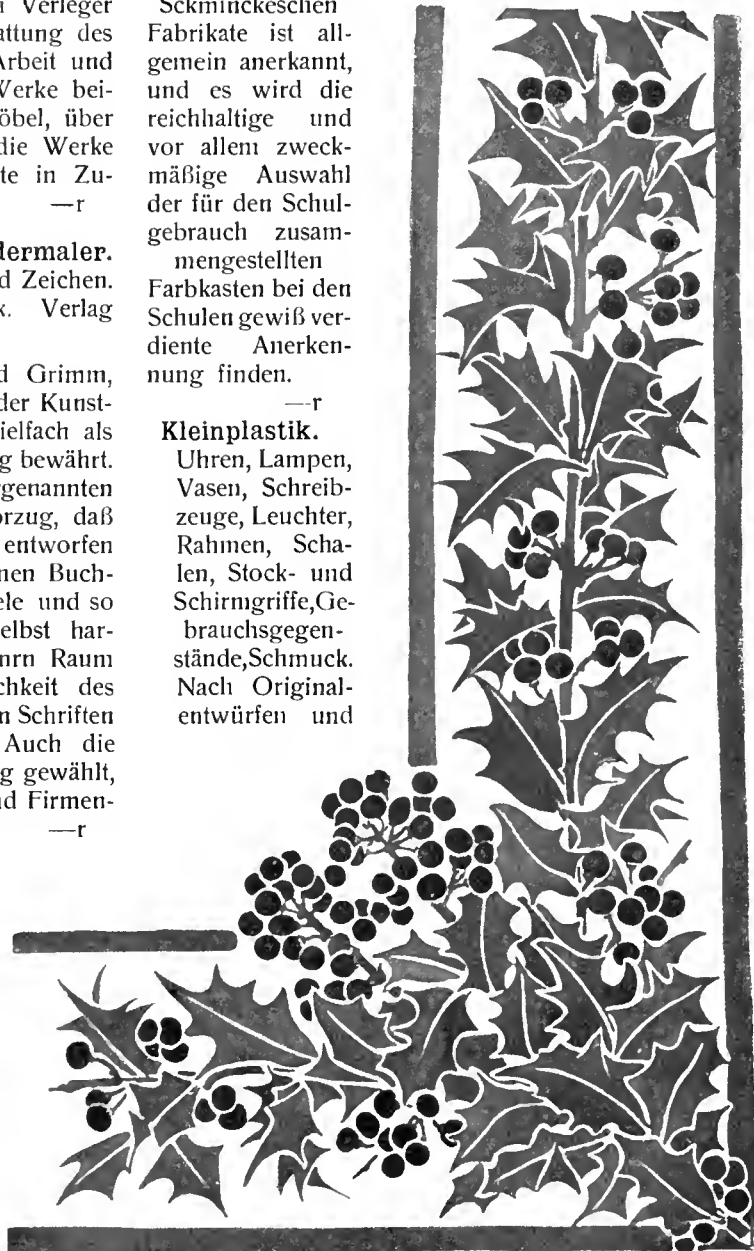 Verleger
attung des
Arbeit und
Werke bei-
öbel, über
die Werke
te in Zu-
—r
dermaler.
d Zeichen.
x. Verlag
d Grimm,
der Kunst-
ielfach als
g bewährt.
genannten
orzug, daß
entworfen
nen Buch-
ele und so
elbst har-
nrn Raum
chkeit des
n Schriften
Auch die
g gewählt,
nd Firmen-
—r
Sckminckeschen
Fabrikate ist all-
gemein anerkannt,
und es wird die
reichhaltige und
vor allem zweck-
mäßige Auswahl
der für den Schul-
gebrauch zusam-
mengestellten
Farbkasten bei den
Schulen gewiß ver-
diente Anerken-
nung finden.
—r
Kleinplastik.
Uhren, Lampen,
Vasen, Schreib-
zeuge, Leuchter,
Rahmen, Scha-
len, Stock- und
Schirmgriffe,Ge-
brauchsgegen-
stände,Schmuck.
Nach Original-
entwürfen und